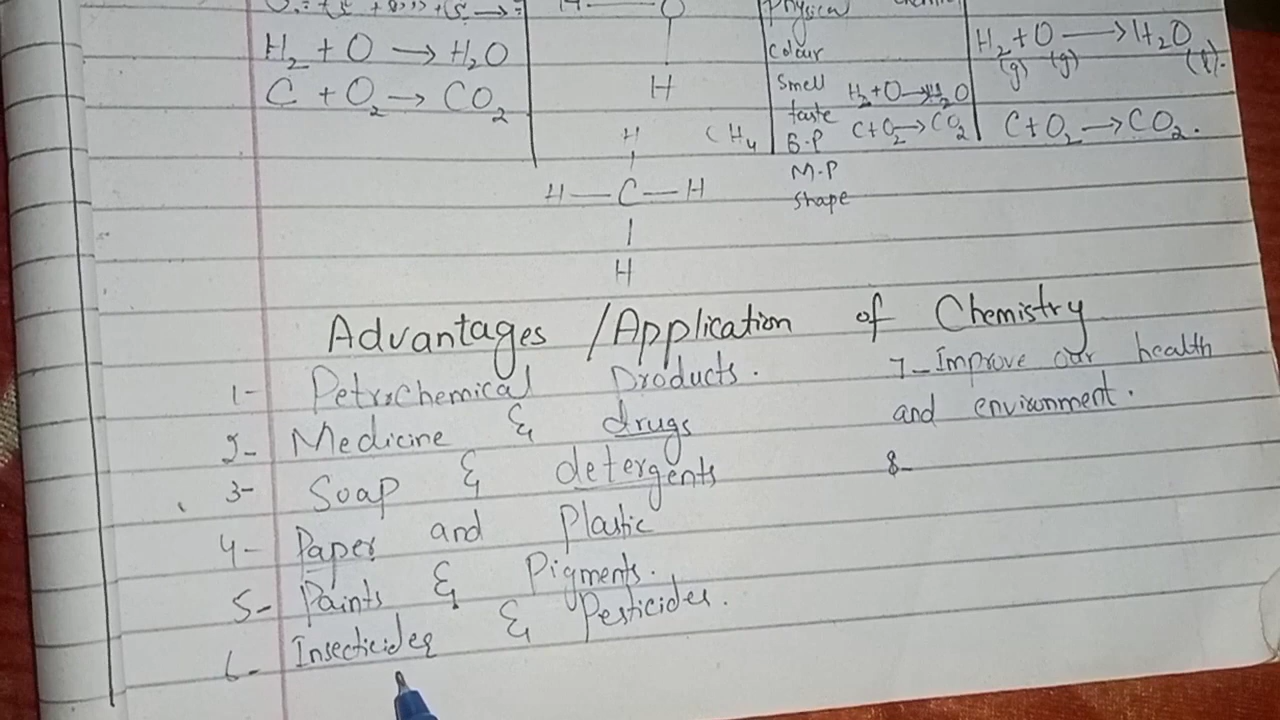 H₂ + O → H₂O
C + O₂ → CO₂
H
H
CH₄
H — C — H
H
Physical
colour
smell
taste
B.P
M.P
shape
H₂ + O → H₂O
C + O₂ → CO₂
H₂ + O → H₂O
(g) (g) (l).
C + O₂ → CO₂.
Advantages / Application of Chemistry
1- Petrochemical Products.
2- Medicine & drugs
3- Soap & detergents
4- Paper and Plastic
5- Paints & Pigments.
6- Insecticides & Pesticides.
7- Improve our health
and environment.
8-